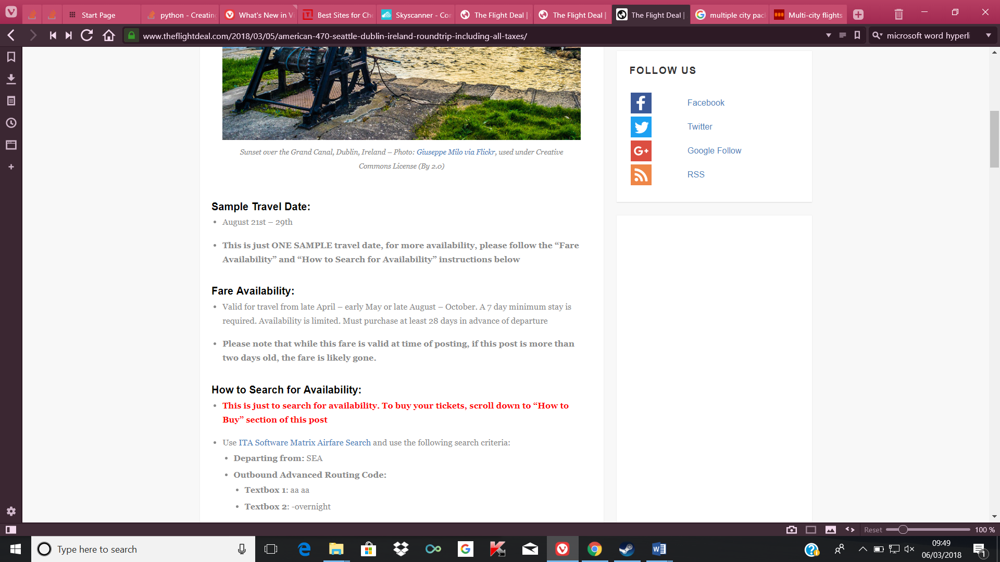 Start Page
python - Creating
What's New in Vi
Best Sites for Che
Skyscanner - Com
The Flight Deal |
The Flight Deal |
The Flight Deal |
multiple city pac
Multi-city flights
www.theflightdeal.com/2018/03/05/american-470-seattle-dublin-ireland-roundtrip-including-all-taxes/
microsoft word hyperli
Sunset over the Grand Canal, Dublin, Ireland – Photo: Giuseppe Milo via Flickr, used under Creative
Commons License (By 2.0)
Sample Travel Date:
• August 21st – 29th
• This is just ONE SAMPLE travel date, for more availability, please follow the “Fare
Availability” and “How to Search for Availability” instructions below
Fare Availability:
• Valid for travel from late April – early May or late August – October. A 7 day minimum stay is
required. Availability is limited. Must purchase at least 28 days in advance of departure
• Please note that while this fare is valid at time of posting, if this post is more than
two days old, the fare is likely gone.
How to Search for Availability:
• This is just to search for availability. To buy your tickets, scroll down to “How to
Buy” section of this post
• Use ITA Software Matrix Airfare Search and use the following search criteria:
• Departing from: SEA
• Outbound Advanced Routing Code:
• Textbox 1: aa aa
• Textbox 2: -overnight
FOLLOW US
Facebook
Twitter
Google Follow
RSS
Reset
100 %
Type here to search
09:49
06/03/2018
1